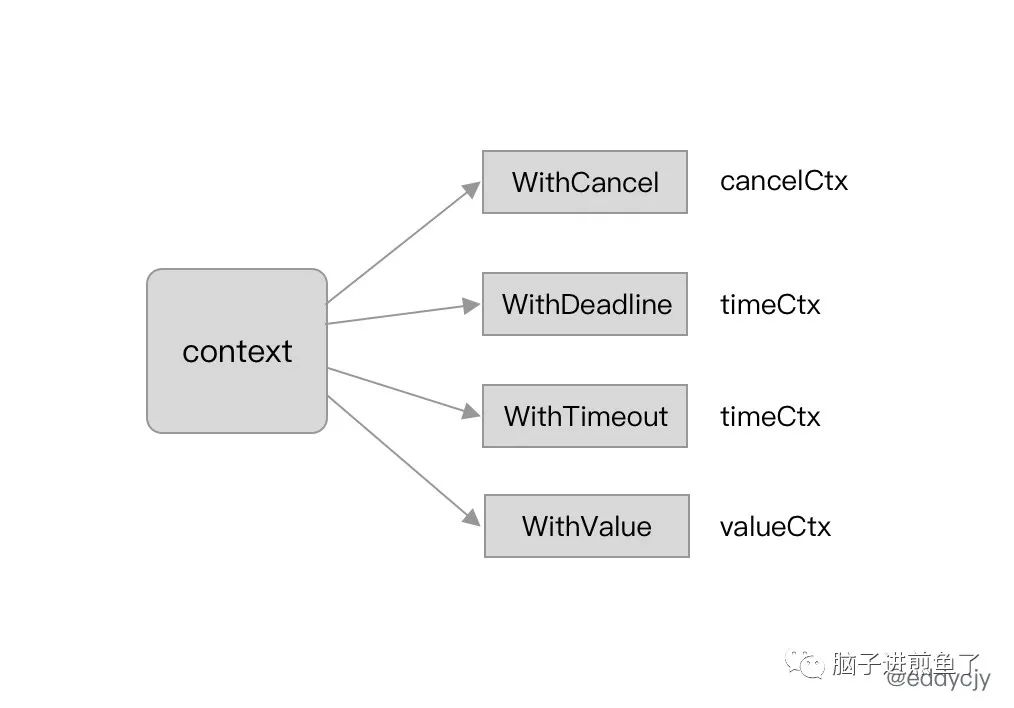 WithCancel cancelCtx
WithDeadline timeCtx
context
WithTimeout timeCtx
WithValue valueCtx
脑子进煎鱼了
@eddycjy